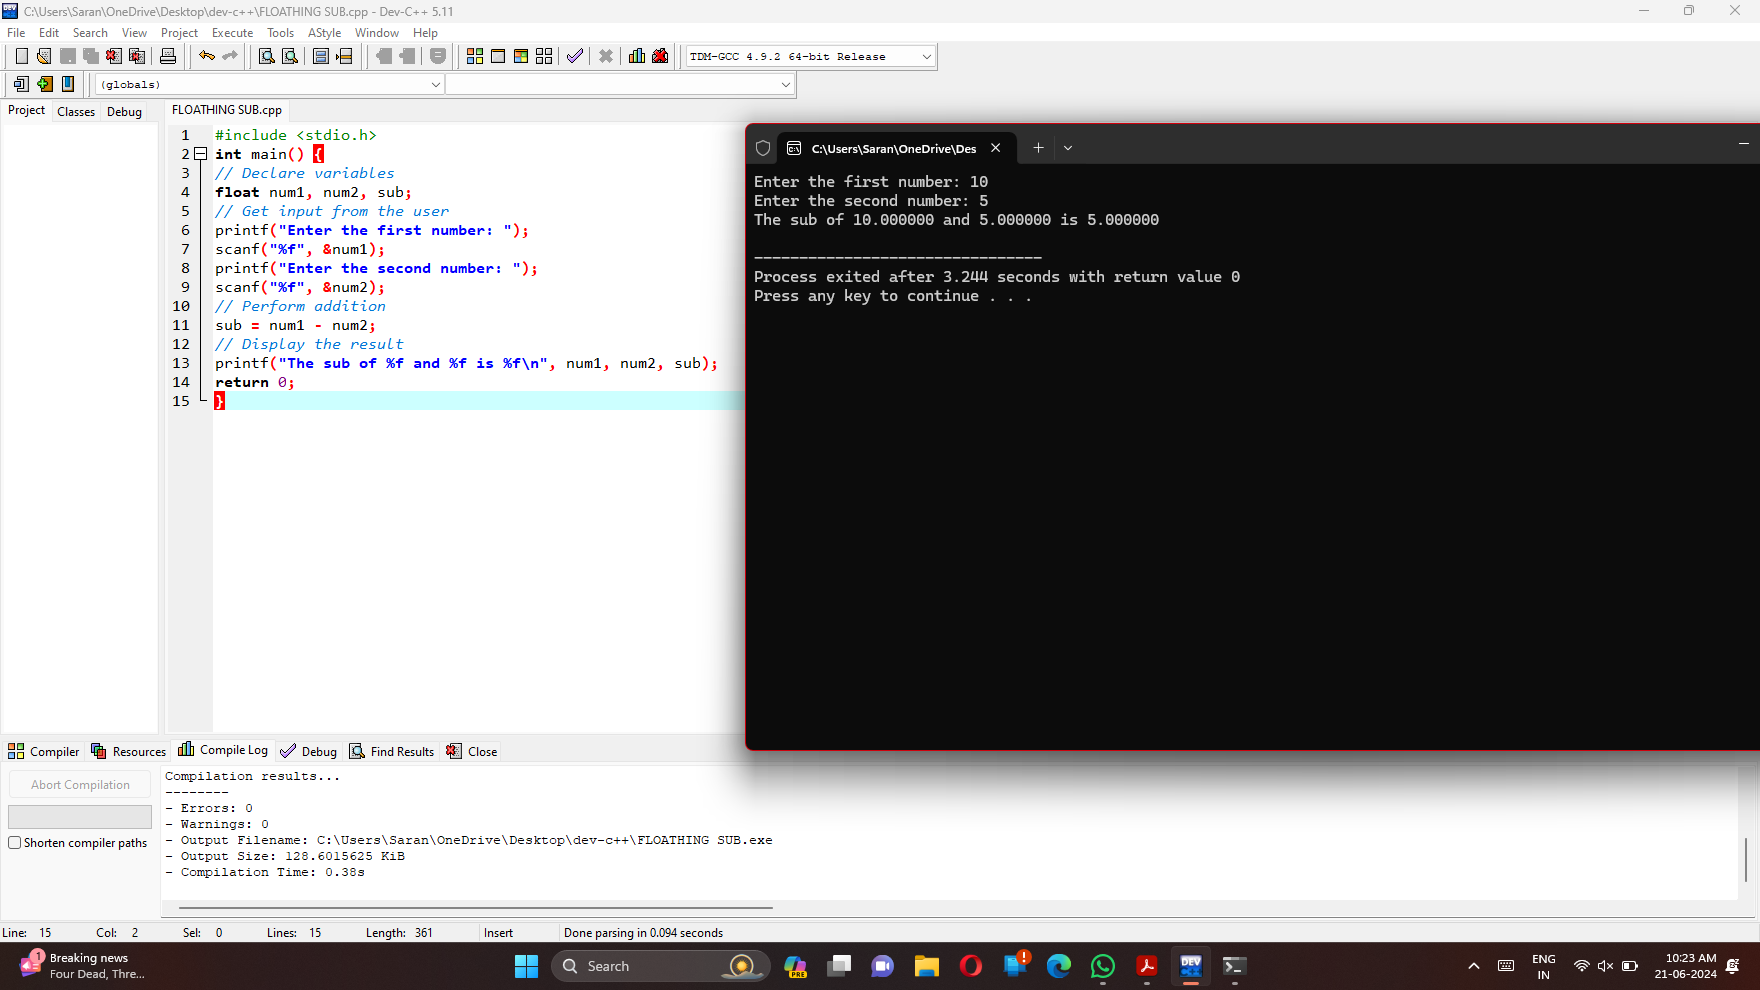 C:\Users\Saran\OneDrive\Desktop\dev-c++\FLOATHING SUB.cpp - Dev-C++ 5.11
File Edit Search View Project Execute Tools AStyle Window Help
TDM-GCC 4.9.2 64-bit Release
(globals)
Project Classes Debug
FLOATHING SUB.cpp
1 #include <stdio.h>
2 int main() {
3 // Declare variables
4 float num1, num2, sub;
5 // Get input from the user
6 printf("Enter the first number: ");
7 scanf("%f", &num1);
8 printf("Enter the second number: ");
9 scanf("%f", &num2);
10 // Perform addition
11 sub = num1 - num2;
12 // Display the result
13 printf("The sub of %f and %f is %f\n", num1, num2, sub);
14 return 0;
15 }
C:\Users\Saran\OneDrive\Des
Enter the first number: 10
Enter the second number: 5
The sub of 10.000000 and 5.000000 is 5.000000
--------------------------------
Process exited after 3.244 seconds with return value 0
Press any key to continue . . .
Compiler Resources Compile Log Debug Find Results Close
Abort Compilation
Shorten compiler paths
Compilation results...
--------
- Errors: 0
- Warnings: 0
- Output Filename: C:\Users\Saran\OneDrive\Desktop\dev-c++\FLOATHING SUB.exe
- Output Size: 128.6015625 KiB
- Compilation Time: 0.38s
Line: 15 Col: 2 Sel: 0 Lines: 15 Length: 361 Insert Done parsing in 0.094 seconds
1
Breaking news
Four Dead, Thre...
Search
PRE
DEV
ENG
IN
10:23 AM
21-06-2024